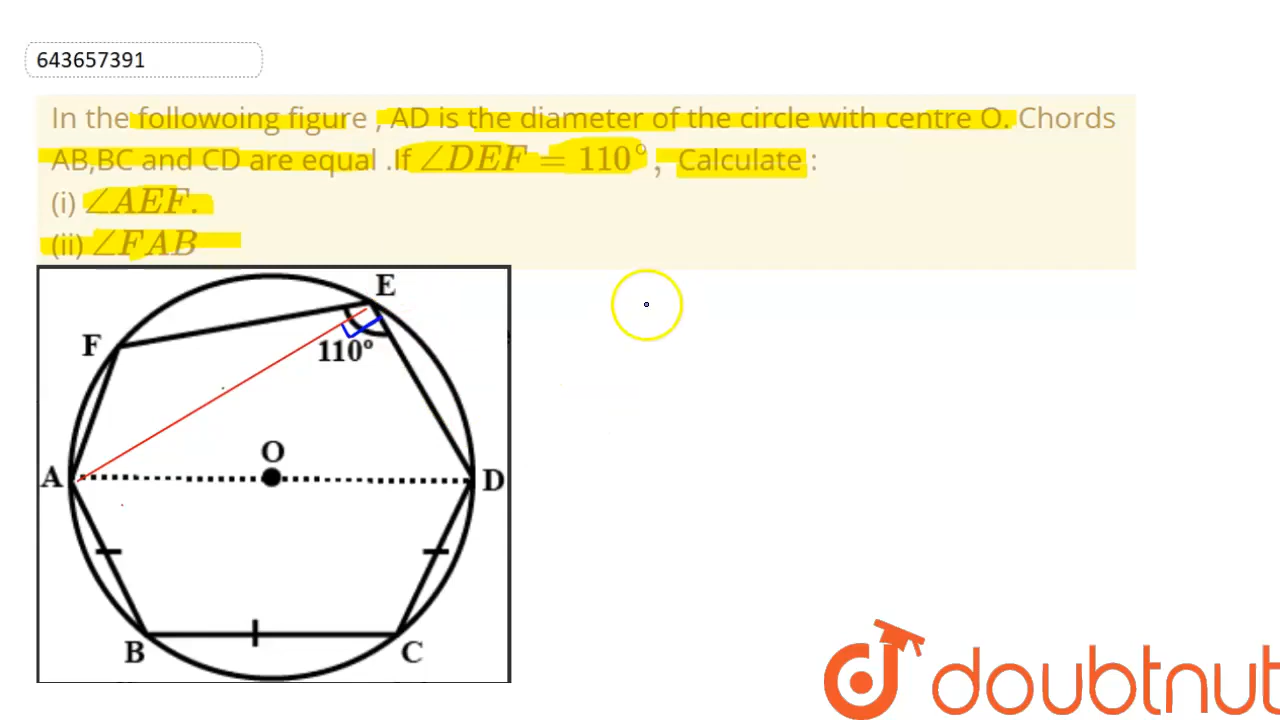 643657391
In the followoing figure , AD is the diameter of the circle with centre O. Chords
AB,BC and CD are equal .If ∠DEF = 110°, Calculate :
(i) ∠AEF.
(ii) ∠FAB
E
F
110°
O
A
D
B
C
doubtnut